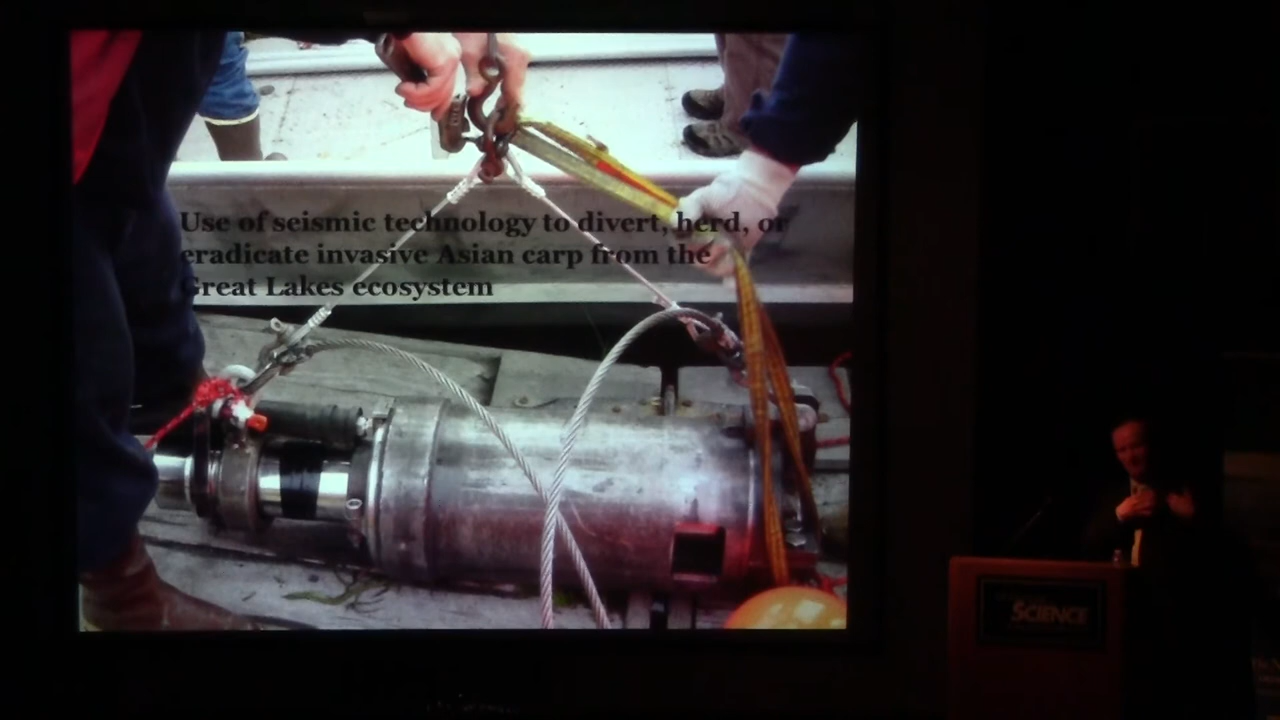 Use of seismic technology to divert, herd, or
eradicate invasive Asian carp from the
Great Lakes ecosystem
SCIENCE